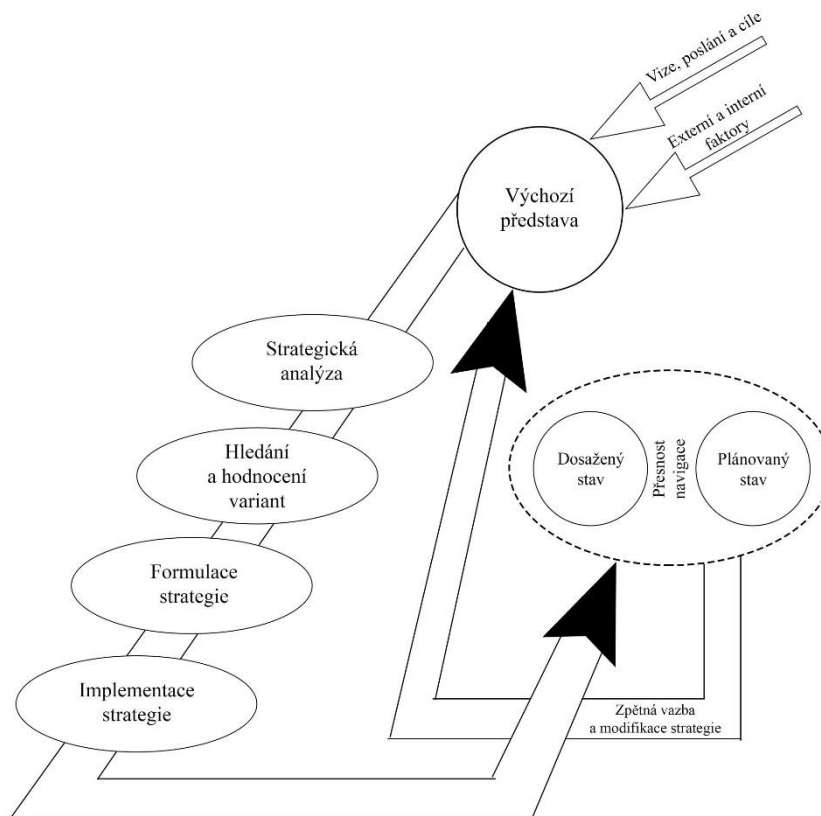 Vize, poslání a cíle
Externí a interní
faktory
Výchozí
představa
Strategická
analýza
Hledání
a hodnocení
variant
Formulace
strategie
Implementace
strategie
Dosažený
stav
Přesnost
navigace
Plánovaný
stav
Zpětná vazba
a modifikace strategie